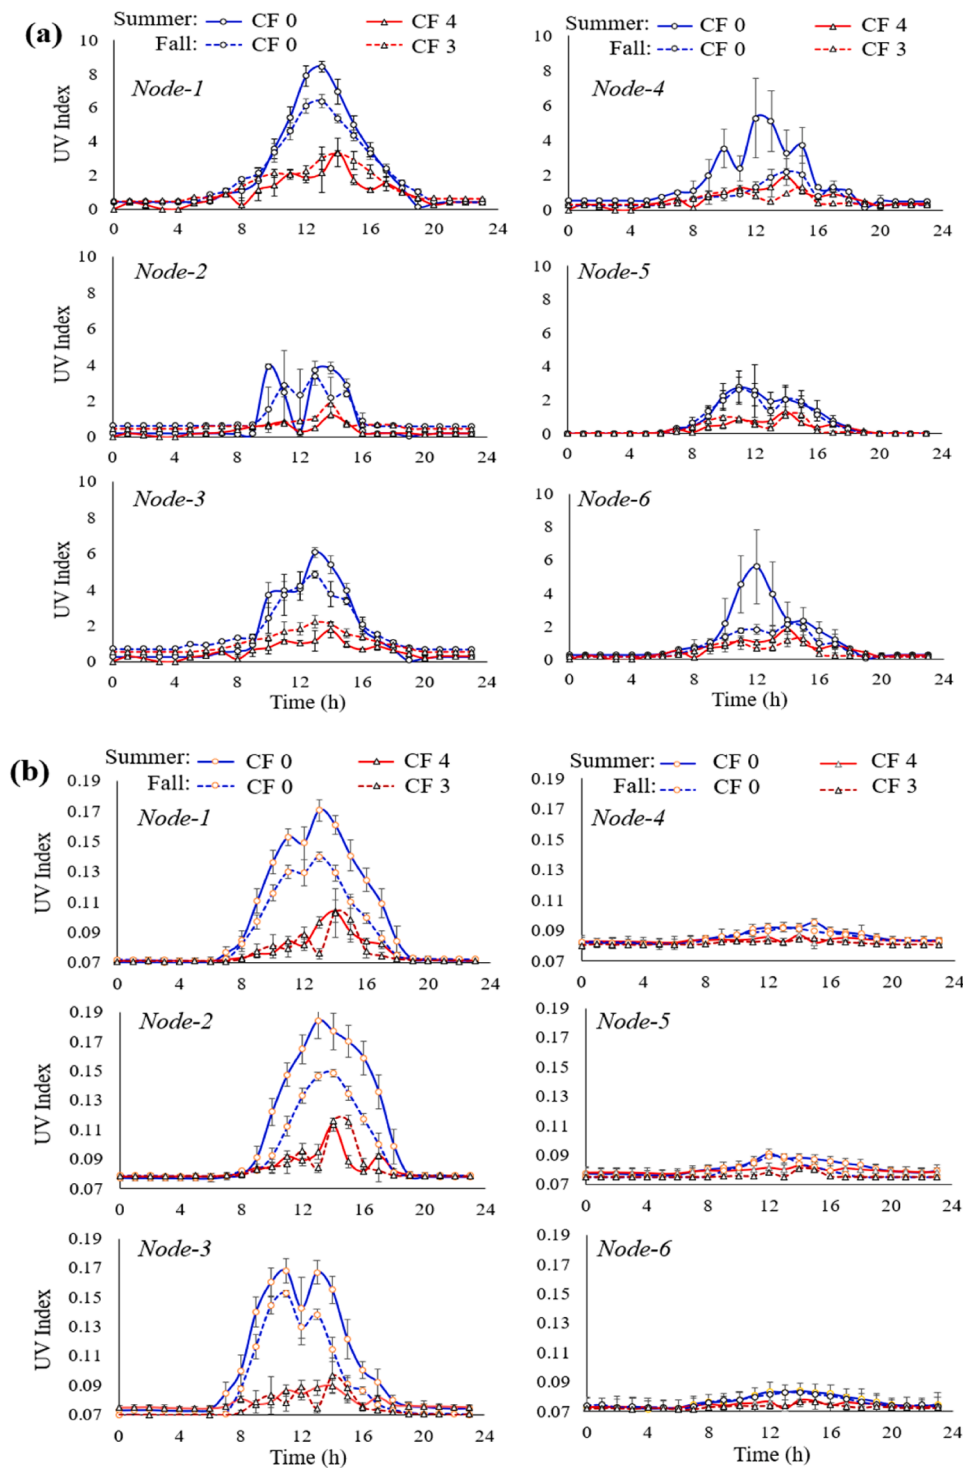 (a)
Summer: CF 0 CF 4
Fall: CF 0 CF 3
Summer: CF 0 CF 4
Fall: CF 0 CF 3
Node-1
UV Index
10
8
6
4
2
0
0 4 8 12 16 20 24
Node-4
10
8
6
4
2
0
0 4 8 12 16 20 24
Node-2
UV Index
10
8
6
4
2
0
0 4 8 12 16 20 24
Node-5
10
8
6
4
2
0
0 4 8 12 16 20 24
Node-3
UV Index
10
8
6
4
2
0
0 4 8 12 16 20 24
Time (h)
Node-6
10
8
6
4
2
0
0 4 8 12 16 20 24
Time (h)
(b)
Summer: CF 0 CF 4
Fall: CF 0 CF 3
Summer: CF 0 CF 4
Fall: CF 0 CF 3
Node-1
UV Index
0.19
0.17
0.15
0.13
0.11
0.09
0.07
0 4 8 12 16 20 24
Node-4
0.19
0.17
0.15
0.13
0.11
0.09
0.07
0 4 8 12 16 20 24
Node-2
UV Index
0.19
0.17
0.15
0.13
0.11
0.09
0.07
0 4 8 12 16 20 24
Node-5
0.19
0.17
0.15
0.13
0.11
0.09
0.07
0 4 8 12 16 20 24
Node-3
UV Index
0.19
0.17
0.15
0.13
0.11
0.09
0.07
0 4 8 12 16 20 24
Time (h)
Node-6
0.19
0.17
0.15
0.13
0.11
0.09
0.07
0 4 8 12 16 20 24
Time (h)